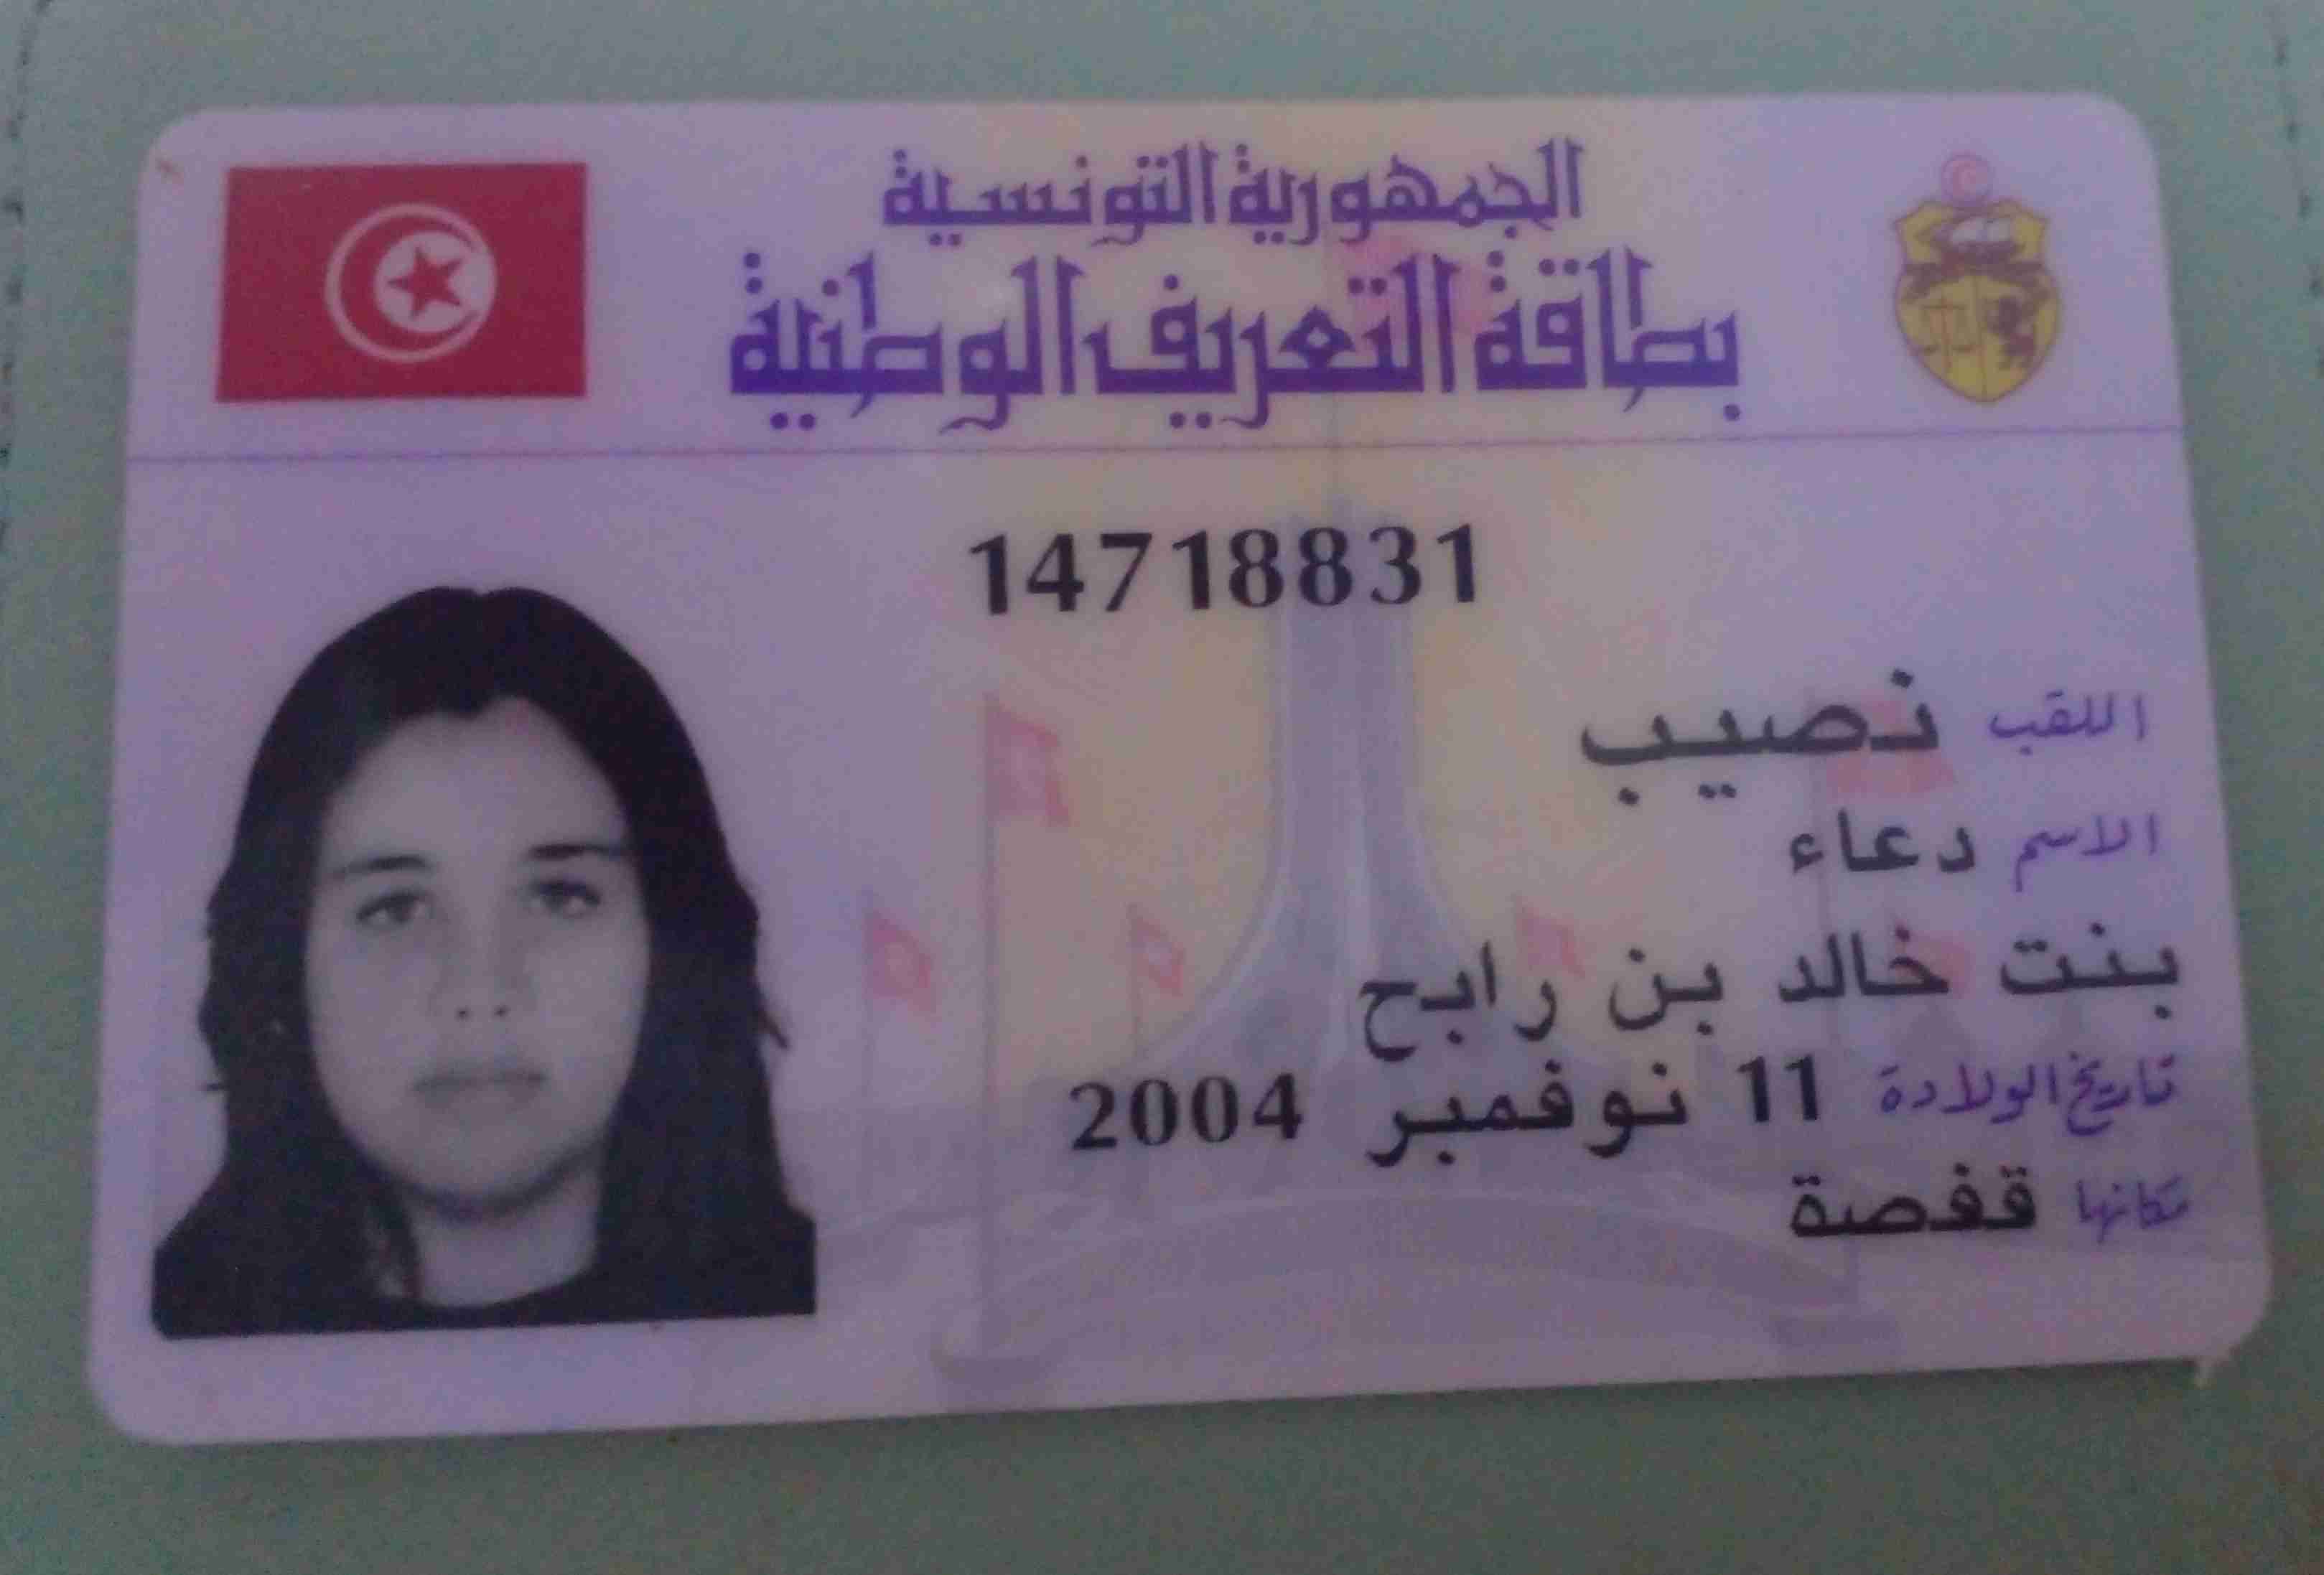 الجمهورية التونسية
بطاقة التعريف الوطنية
14718831
اللقب نصيب
الاسم دعاء
بنت خالد بن رابح
تاريخ الولادة 11 نوفمبر 2004
مكانها قفصة